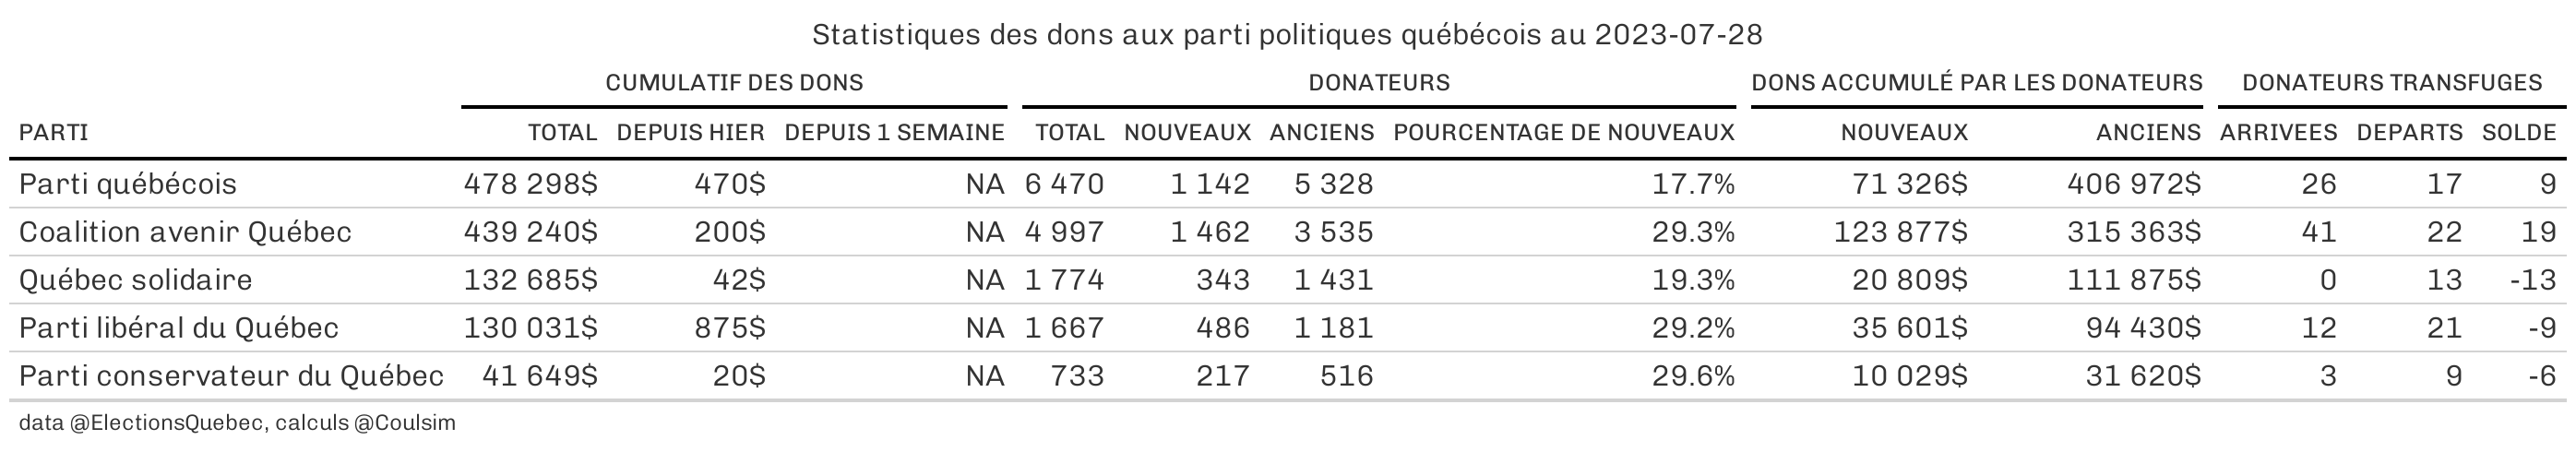 Statistiques des dons aux parti politiques québécois au 2023-07-28
CUMULATIF DES DONS DONATEURS DONS ACCUMULÉ PAR LES DONATEURS DONATEURS TRANSFUGES
PARTI TOTAL DEPUIS HIER DEPUIS 1 SEMAINE TOTAL NOUVEAUX ANCIENS POURCENTAGE DE NOUVEAUX NOUVEAUX ANCIENS ARRIVEES DEPARTS SOLDE
Parti québécois 478 298$ 470$ NA 6 470 1 142 5 328 17.7% 71 326$ 406 972$ 26 17 9
Coalition avenir Québec 439 240$ 200$ NA 4 997 1 462 3 535 29.3% 123 877$ 315 363$ 41 22 19
Québec solidaire 132 685$ 42$ NA 1 774 343 1 431 19.3% 20 809$ 111 875$ 0 13 -13
Parti libéral du Québec 130 031$ 875$ NA 1 667 486 1 181 29.2% 35 601$ 94 430$ 12 21 -9
Parti conservateur du Québec 41 649$ 20$ NA 733 217 516 29.6% 10 029$ 31 620$ 3 9 -6
data @ElectionsQuebec, calculs @Coulsim